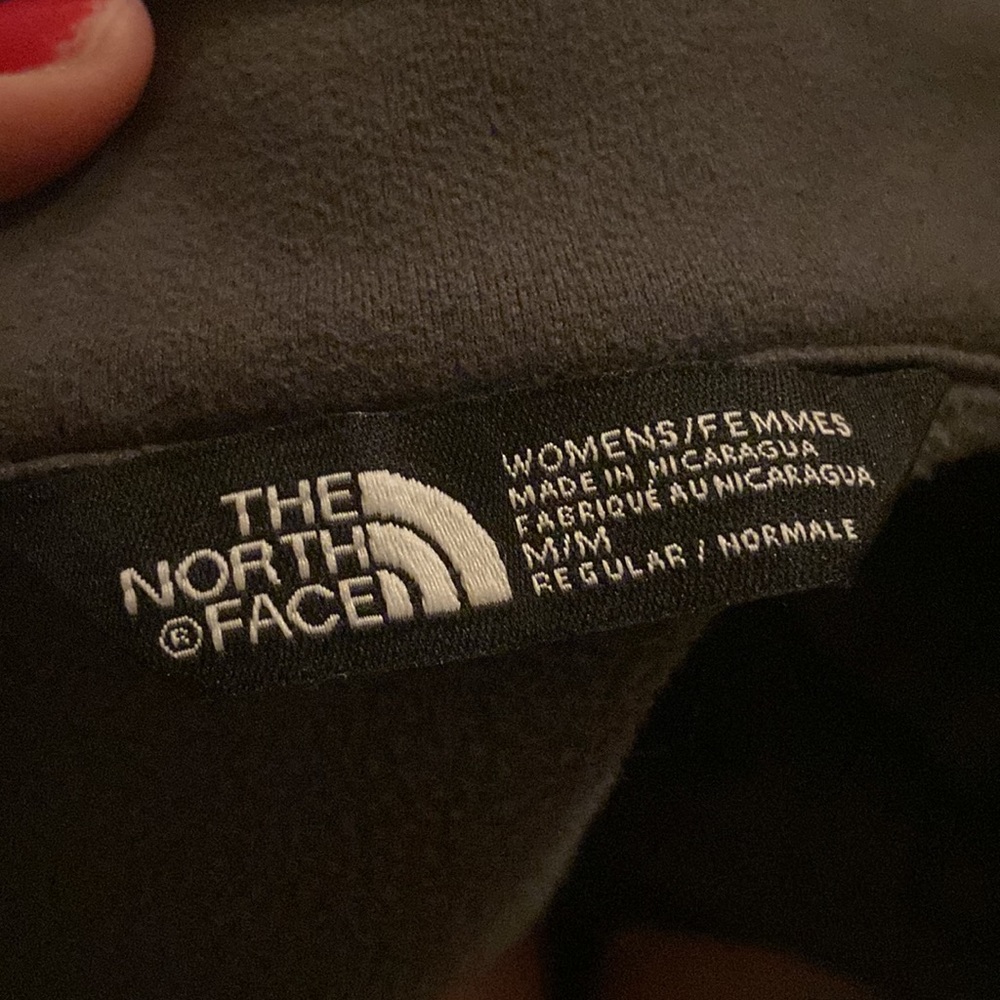 THE
NORTH
®FACE
WOMENS/FEMMES
MADE IN NICARAGUA
FABRIQUÉ AU NICARAGUA
M/M
REGULAR / NORMALE